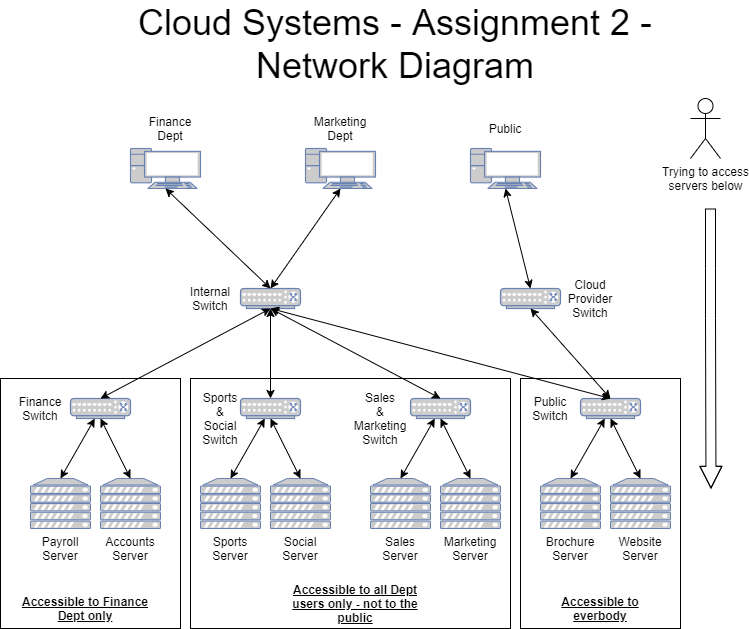 Cloud Systems - Assignment 2 -
Network Diagram
Finance
Dept
Marketing
Dept
Public
Trying to access
servers below
Internal
Switch
Cloud
Provider
Switch
Finance
Switch
Sports
&
Social
Switch
Sales
&
Marketing
Switch
Public
Switch
Payroll
Server
Accounts
Server
Sports
Server
Social
Server
Sales
Server
Marketing
Server
Brochure
Server
Website
Server
Accessible to Finance
Dept only
Accessible to all Dept
users only - not to the
public
Accessible to
everbody